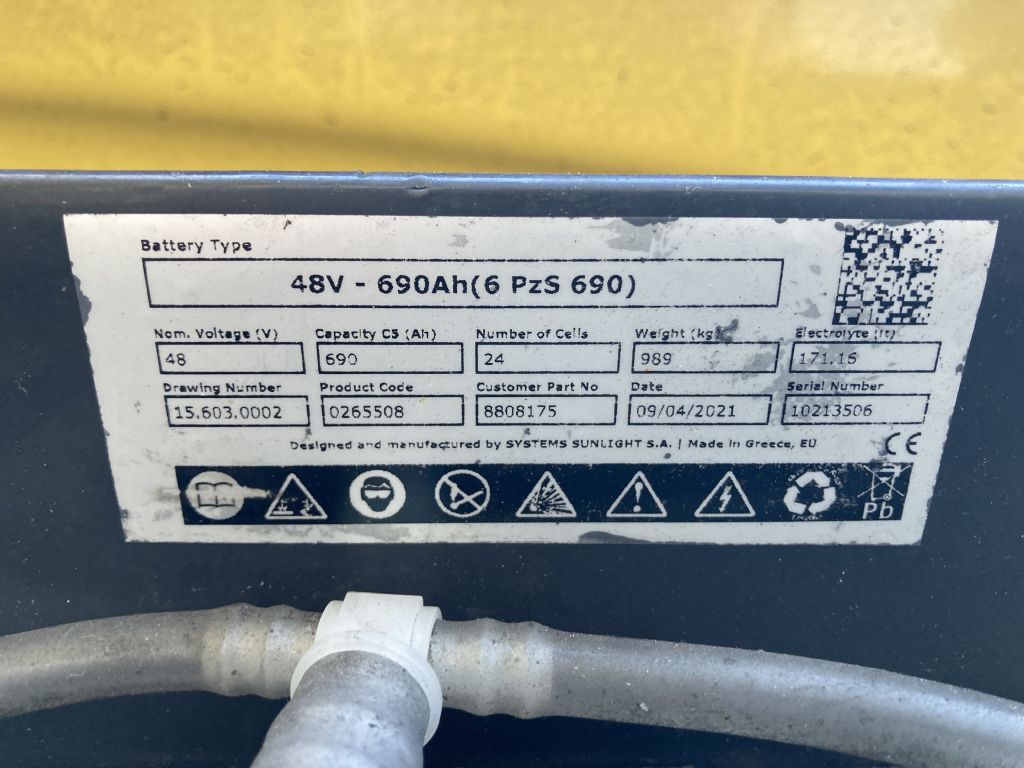 Battery Type
48V - 690Ah(6 PzS 690)
Nom. Voltage (V) Capacity C5 (Ah) Number of Cells Weight (kg) Electrolyte (lt)
48 690 24 989 171.16
Drawing Number Product Code Customer Part No Date Serial Number
15.603.0002 0265508 8808175 09/04/2021 10213506
Designed and manufactured by SYSTEMS SUNLIGHT S.A. | Made in Greece, EU CE
Pb